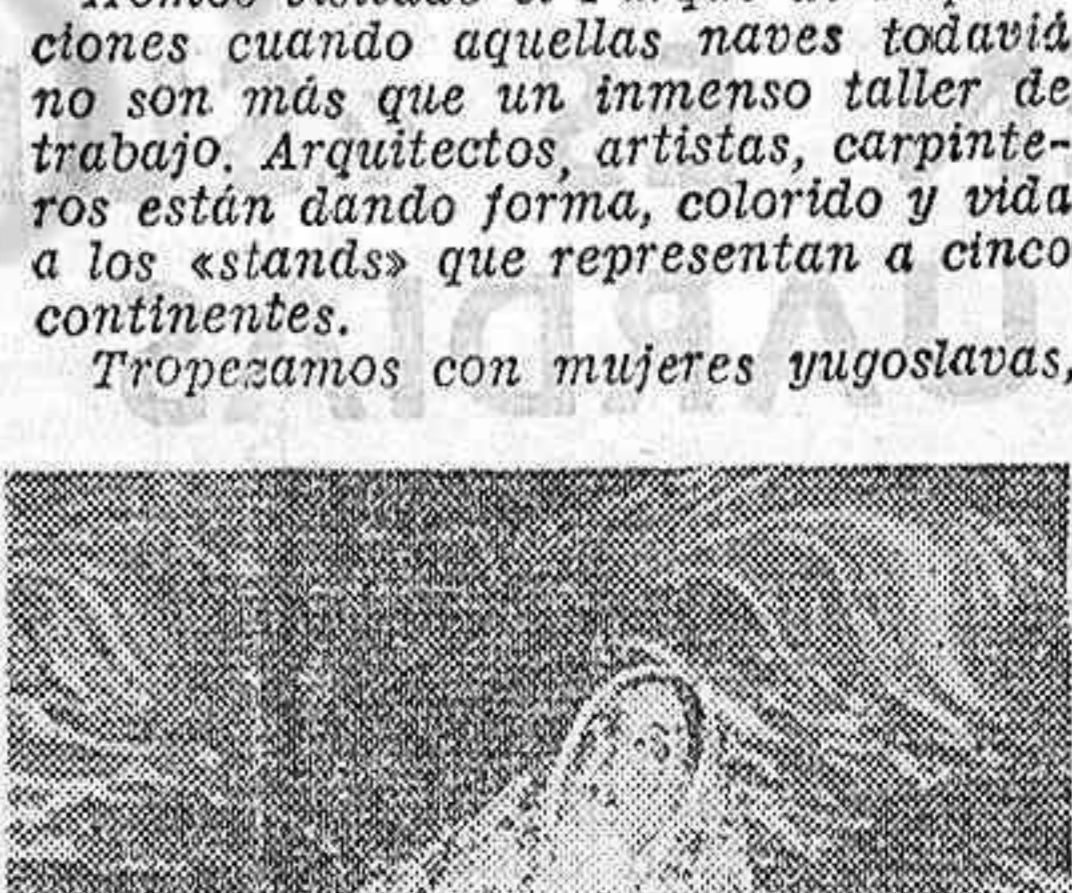 ciones cuando aquellas naves todavía
no son más que un inmenso taller de
trabajo. Arquitectos, artistas, carpinte-
ros están dando forma, colorido y vida
a los «stands» que representan a cinco
continentes.
Tropezamos con mujeres yugoslavas,